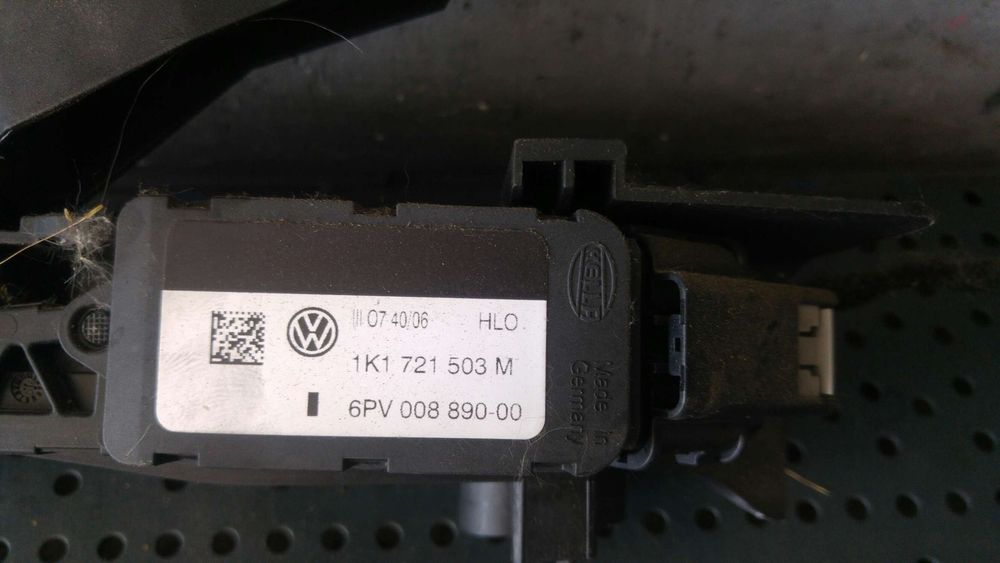 07 40/06 HLO
1K1 721 503 M
6PV 008 890-00
HELLA
Made in
Germany